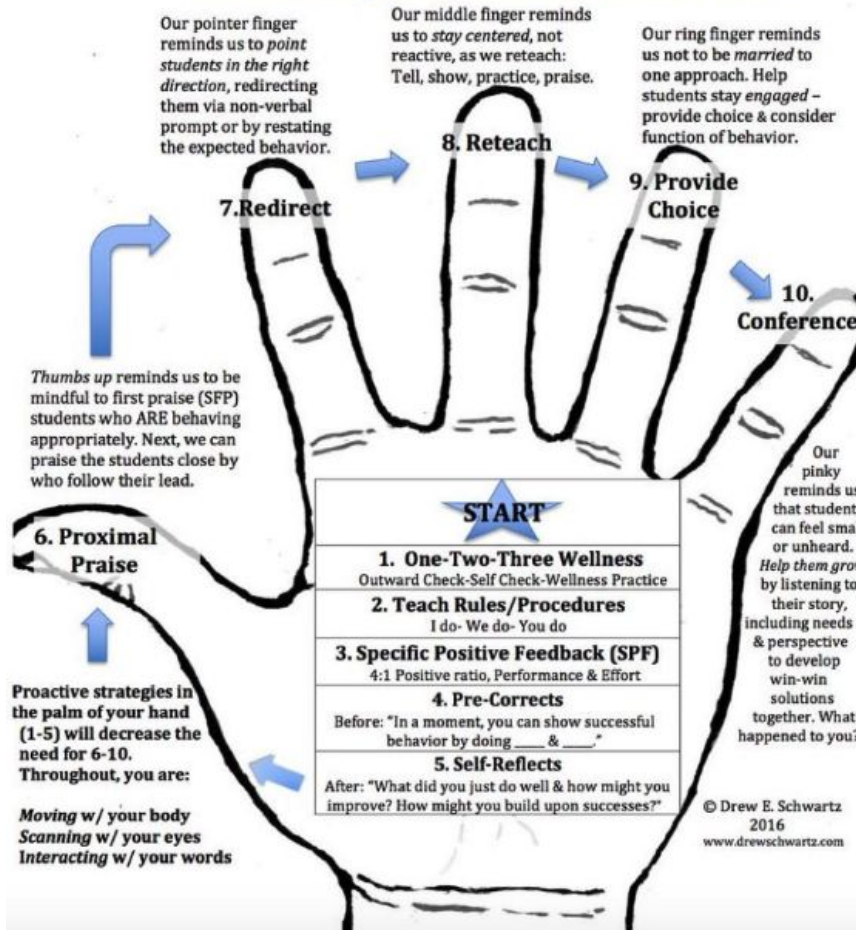 Our pointer finger
reminds us to point
students in the right
direction, redirecting
them via non-verbal
prompt or by restating
the expected behavior.
Our middle finger reminds
us to stay centered, not
reactive, as we reteach:
Tell, show, practice, praise.
Our ring finger reminds
us not to be married to
one approach. Help
students stay engaged –
provide choice & consider
function of behavior.
7.Redirect
8. Reteach
9. Provide
Choice
10.
Conference
Thumbs up reminds us to be
mindful to first praise (SFP)
students who ARE behaving
appropriately. Next, we can
praise the students close by
who follow their lead.
6. Proximal
Praise
START
1. One-Two-Three Wellness
Outward Check-Self Check-Wellness Practice
2. Teach Rules/Procedures
I do- We do- You do
3. Specific Positive Feedback (SPF)
4:1 Positive ratio, Performance & Effort
4. Pre-Corrects
Before: "In a moment, you can show successful
behavior by doing ____ & ____."
5. Self-Reflects
After: "What did you just do well & how might you
improve? How might you build upon successes?"
Our
pinky
reminds us
that student
can feel sma
or unheard.
Help them grow
by listening to
their story,
including needs
& perspective
to develop
win-win
solutions
together. What
happened to you?
Proactive strategies in
the palm of your hand
(1-5) will decrease the
need for 6-10.
Throughout, you are:
Moving w/ your body
Scanning w/ your eyes
Interacting w/ your words
© Drew E. Schwartz
2016
www.drewschwartz.com